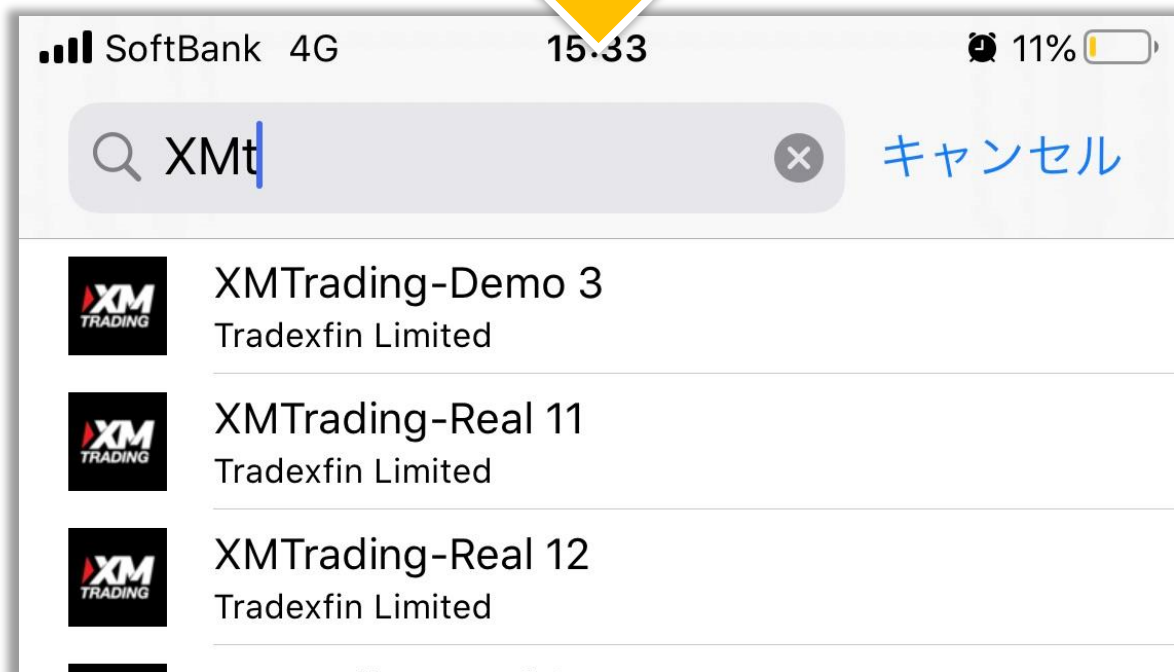 SoftBank 4G 15:33 11%
XMt キャンセル
XM TRADING
XMTrading-Demo 3
Tradexfin Limited
XM TRADING
XMTrading-Real 11
Tradexfin Limited
XM TRADING
XMTrading-Real 12
Tradexfin Limited